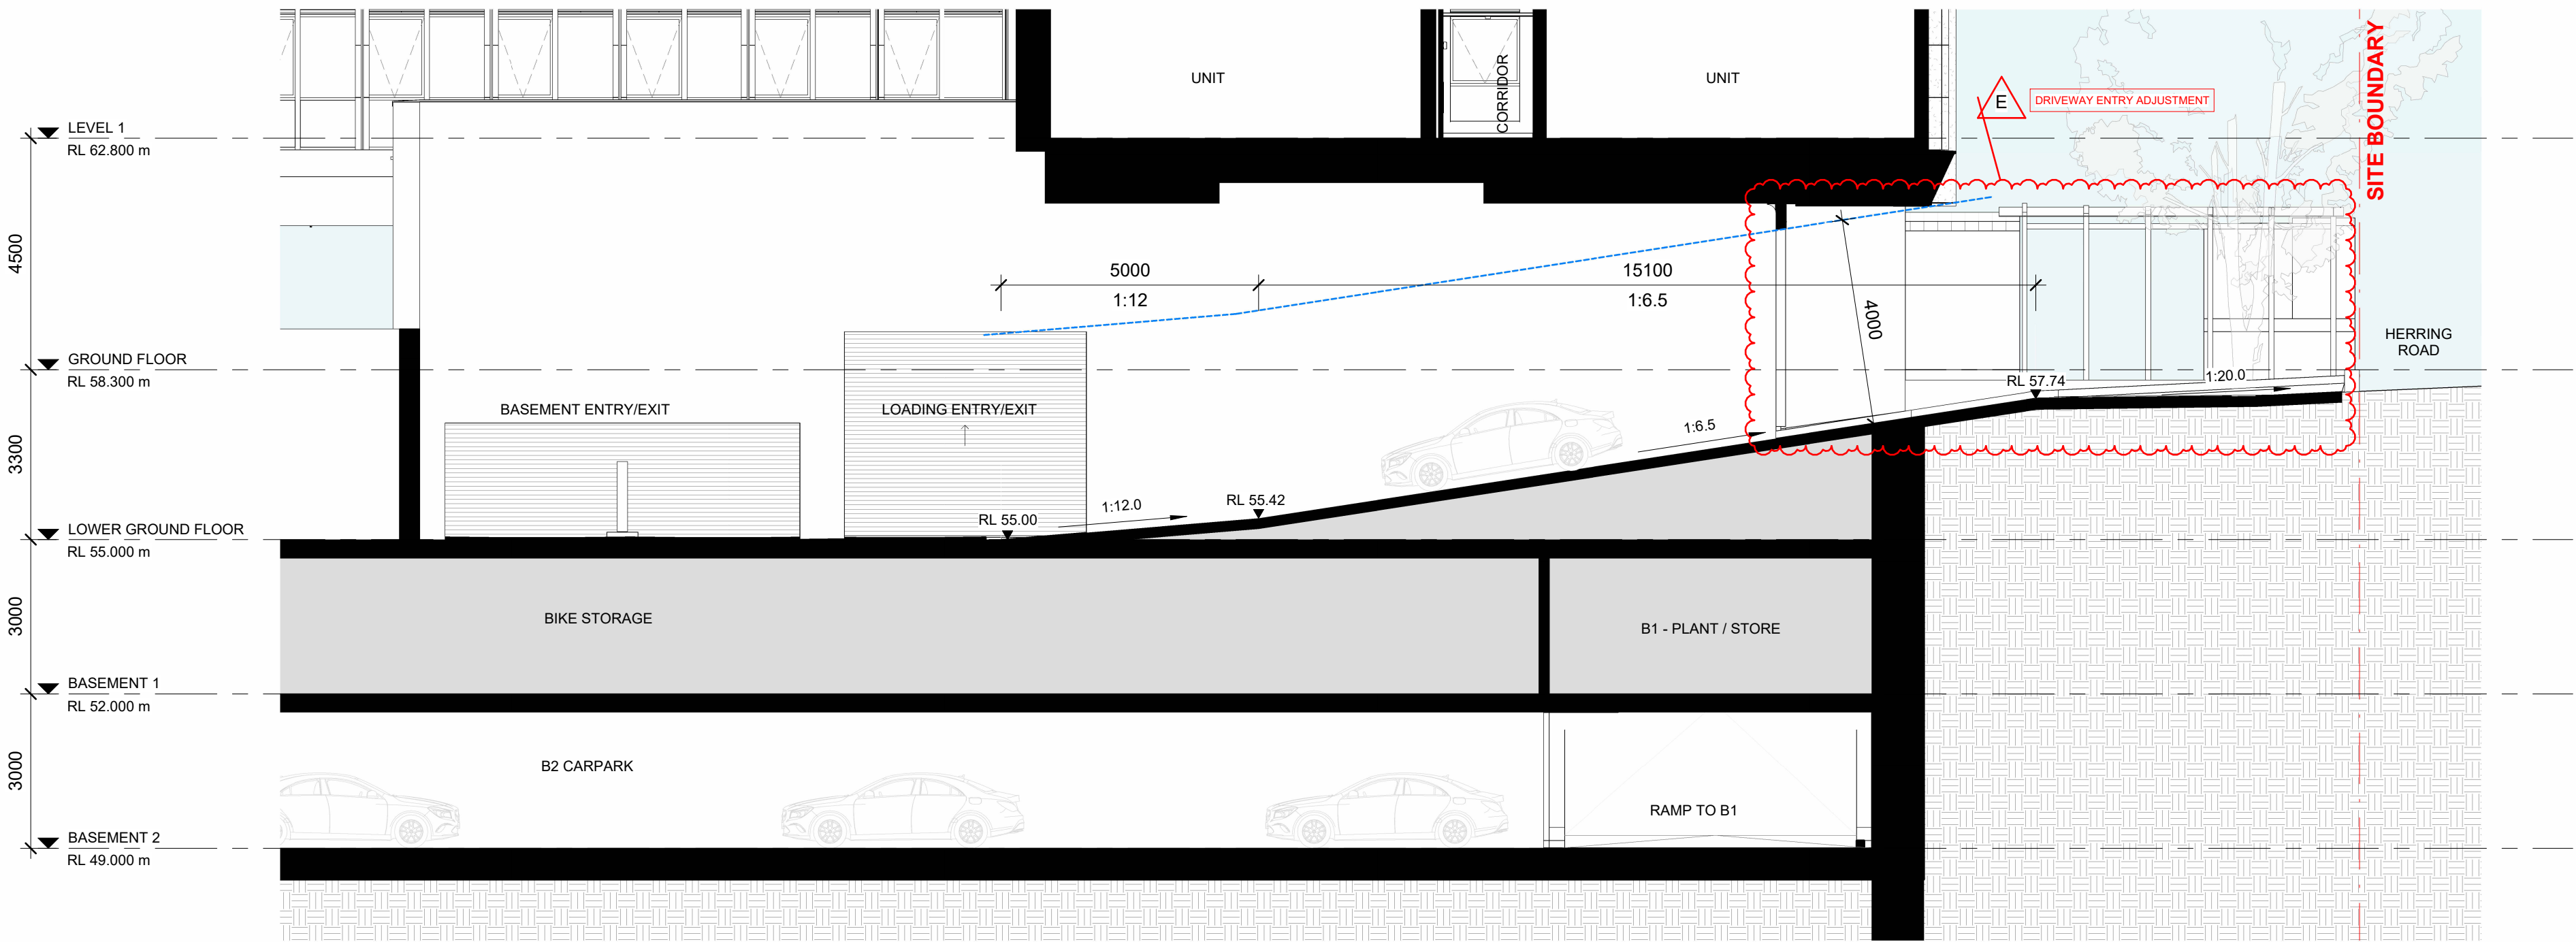 UNIT
CORRIDOR
UNIT
E
DRIVEWAY ENTRY ADJUSTMENT
SITE BOUNDARY
LEVEL 1
RL 62.800 m
4500
5000
15100
1:12
1:6.5
4000
HERRING
ROAD
GROUND FLOOR
RL 58.300 m
RL 57.74
1:20.0
BASEMENT ENTRY/EXIT
LOADING ENTRY/EXIT
1:6.5
3300
RL 55.42
1:12.0
RL 55.00
LOWER GROUND FLOOR
RL 55.000 m
3000
BIKE STORAGE
B1 - PLANT / STORE
BASEMENT 1
RL 52.000 m
3000
B2 CARPARK
RAMP TO B1
BASEMENT 2
RL 49.000 m